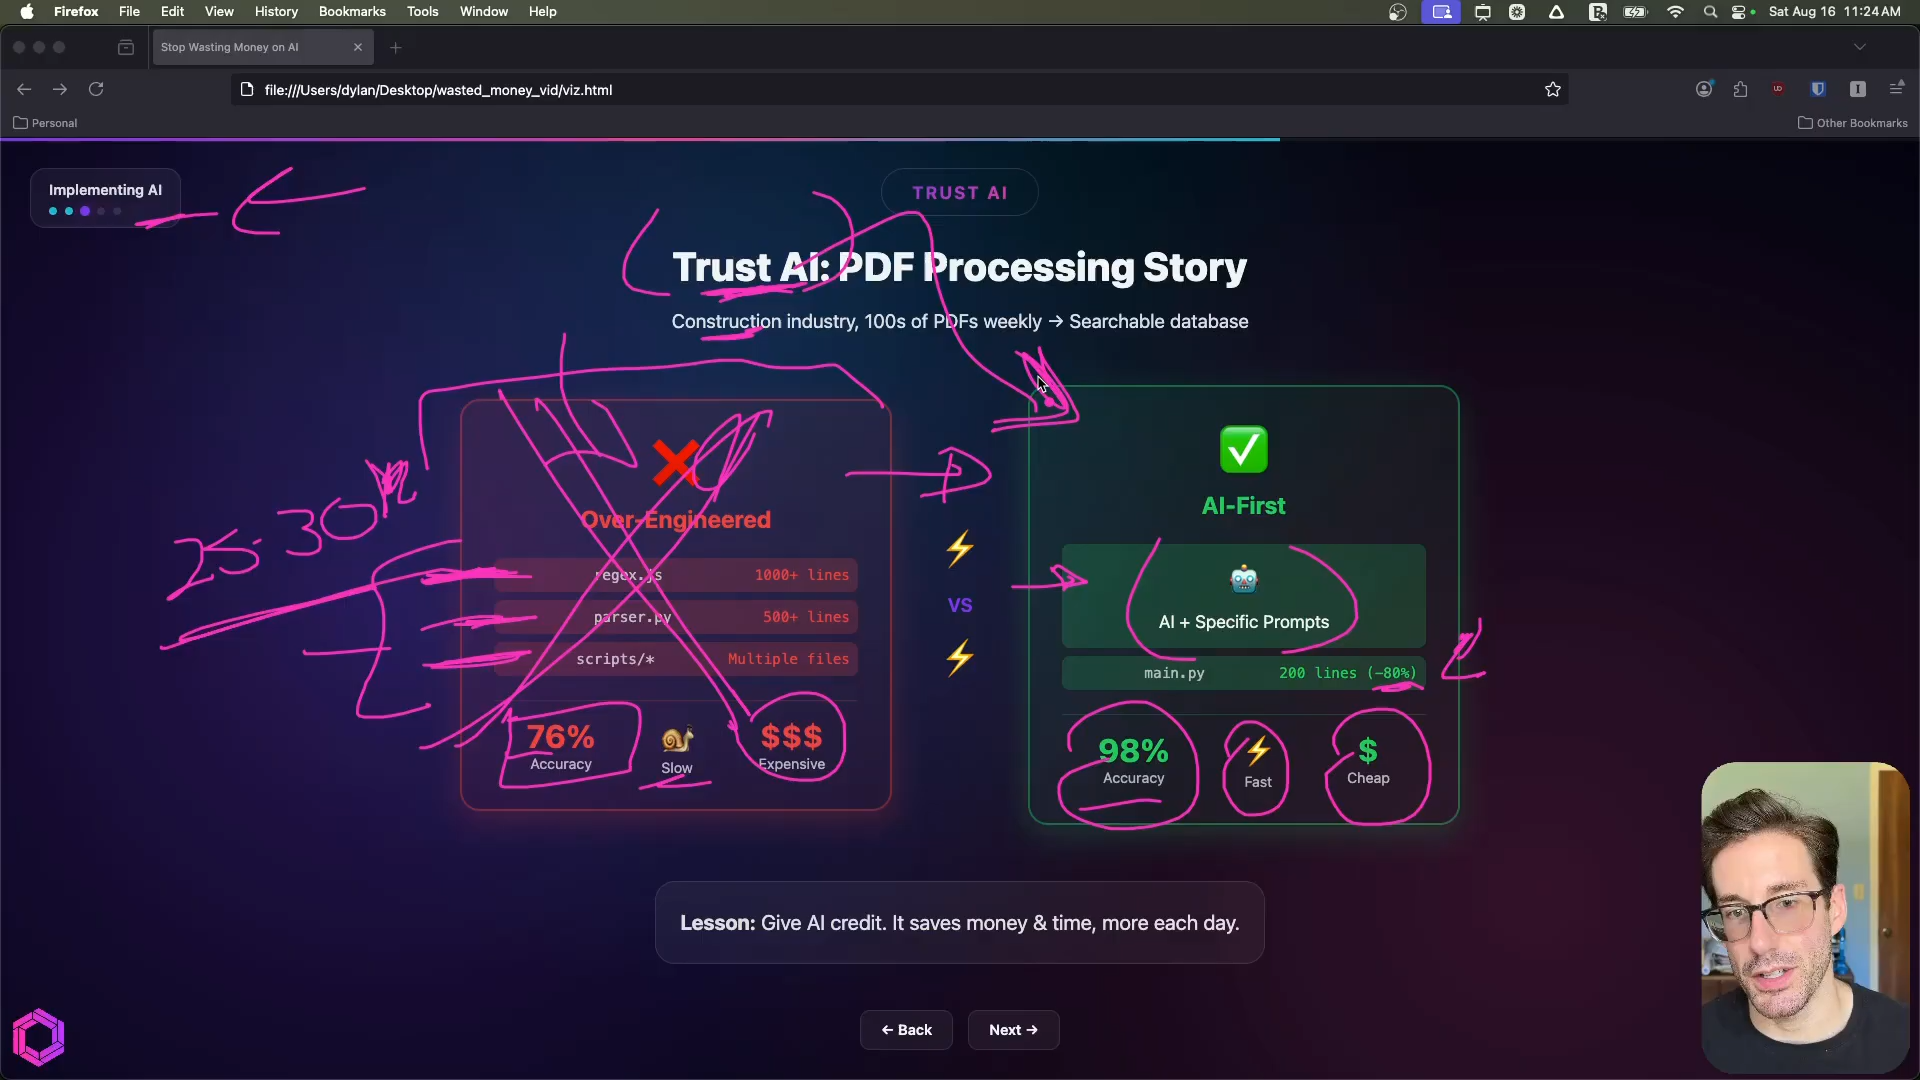 Firefox File Edit View History Bookmarks Tools Window Help
Sat Aug 16 11:24 AM
Stop Wasting Money on AI
file:///Users/dylan/Desktop/wasted_money_vid/viz.html
Personal
Other Bookmarks
Implementing AI
TRUST AI
Trust AI: PDF Processing Story
Construction industry, 100s of PDFs weekly → Searchable database
25-30k
Over-Engineered
regex.js 1000+ lines
parser.py 500+ lines
scripts/* Multiple files
76%
Accuracy
Slow
$$$
Expensive
VS
AI-First
AI + Specific Prompts
main.py 200 lines (-80%)
98%
Accuracy
Fast
$
Cheap
Lesson: Give AI credit. It saves money & time, more each day.
← Back
Next →